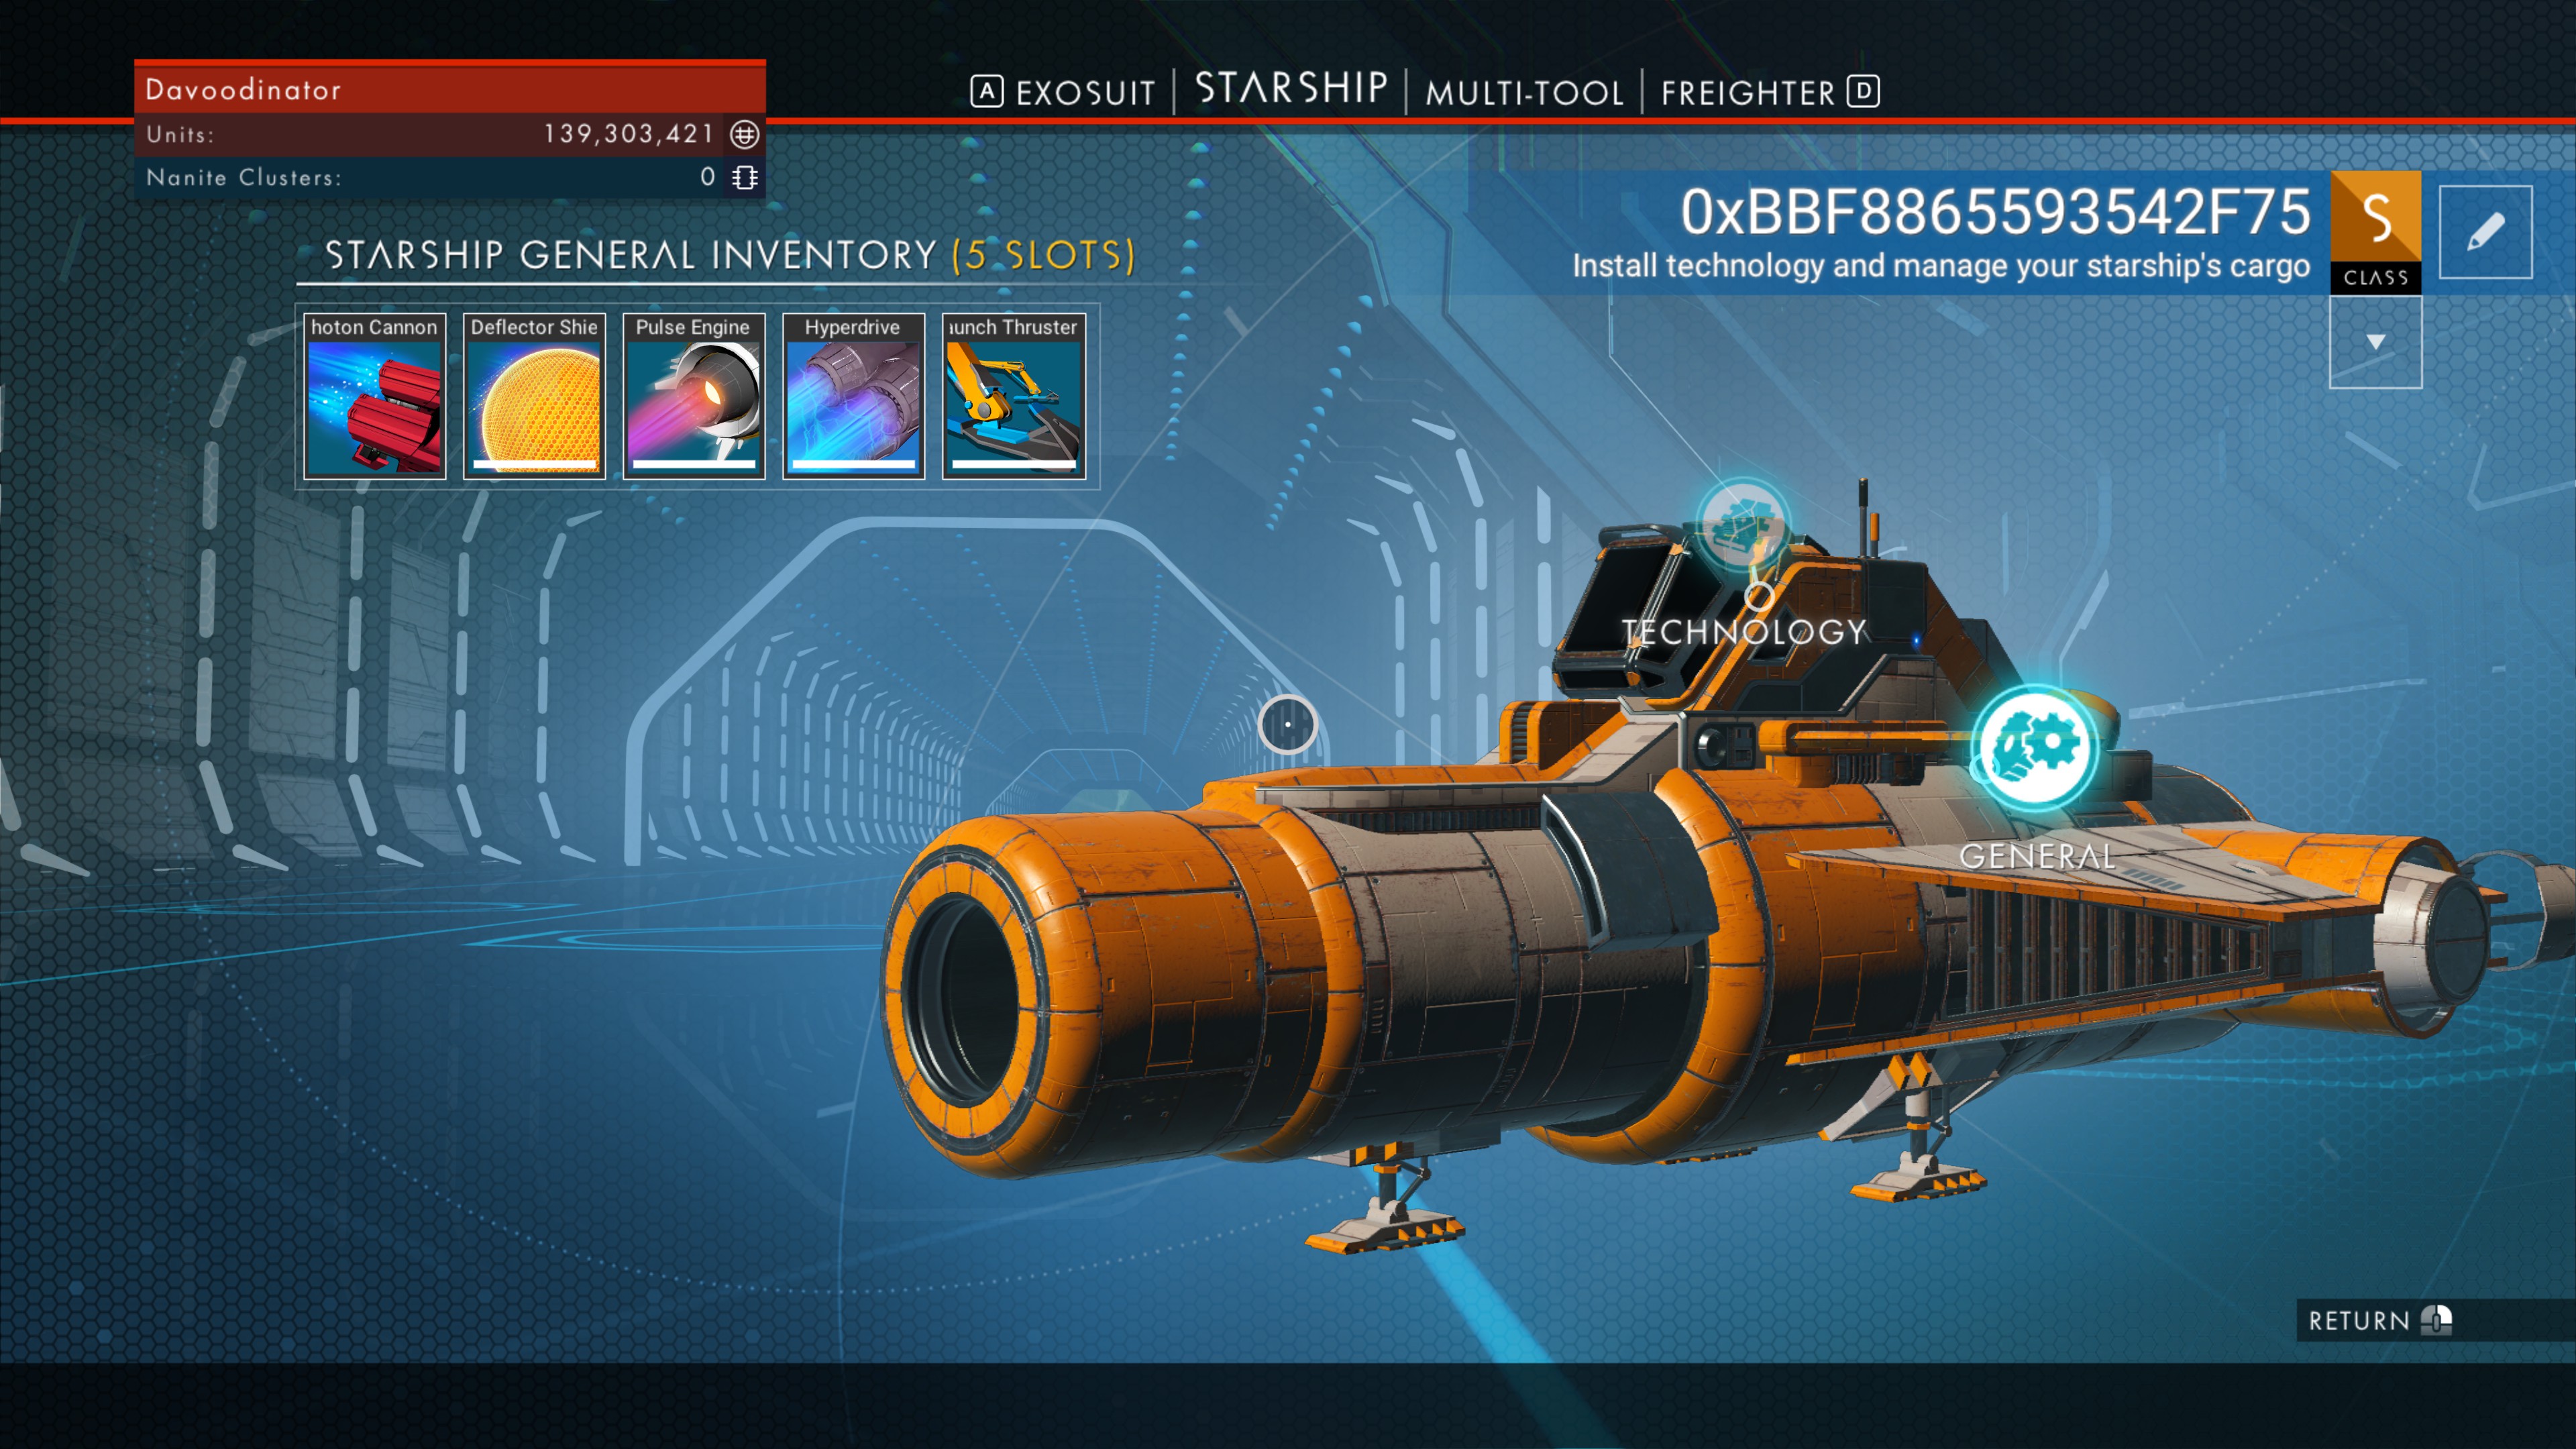 Davoodinator
Units: 139,303,421
Nanite Clusters: 0
A EXOSUIT STARSHIP MULTI-TOOL FREIGHTER D
0xBBF8865593542F75
Install technology and manage your starship's cargo
S
CLASS
STARSHIP GENERAL INVENTORY (5 SLOTS)
hoton Cannon Deflector Shie Pulse Engine Hyperdrive aunch Thruster
TECHNOLOGY
GENERAL
RETURN